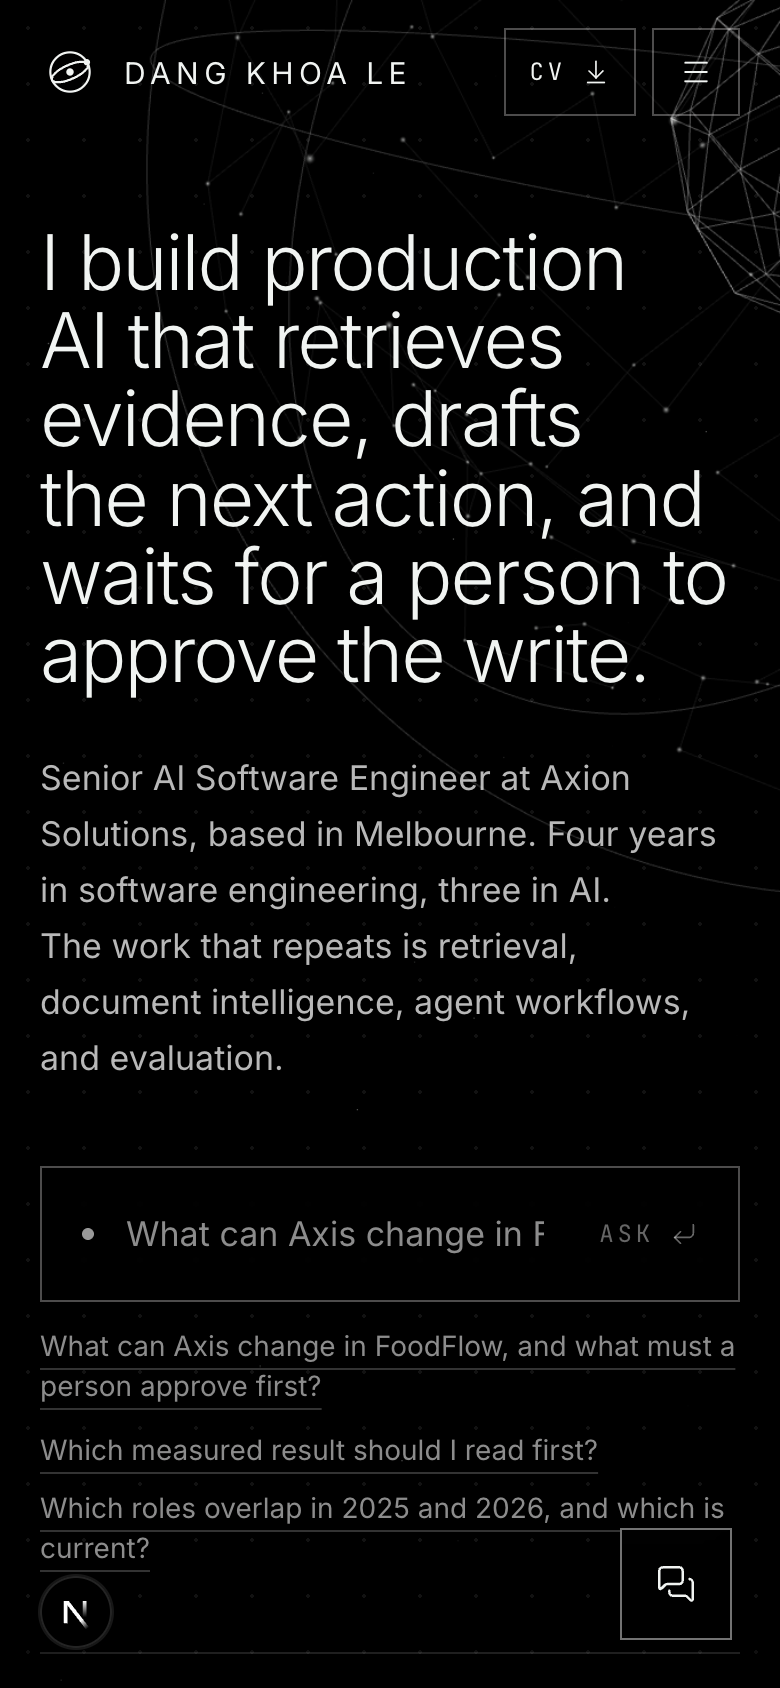 DANG KHOA LE
CV
I build production
AI that retrieves
evidence, drafts
the next action, and
waits for a person to
approve the write.
Senior AI Software Engineer at Axion
Solutions, based in Melbourne. Four years
in software engineering, three in AI.
The work that repeats is retrieval,
document intelligence, agent workflows,
and evaluation.
What can Axis change in F
ASK
What can Axis change in FoodFlow, and what must a
person approve first?
Which measured result should I read first?
Which roles overlap in 2025 and 2026, and which is
current?
N